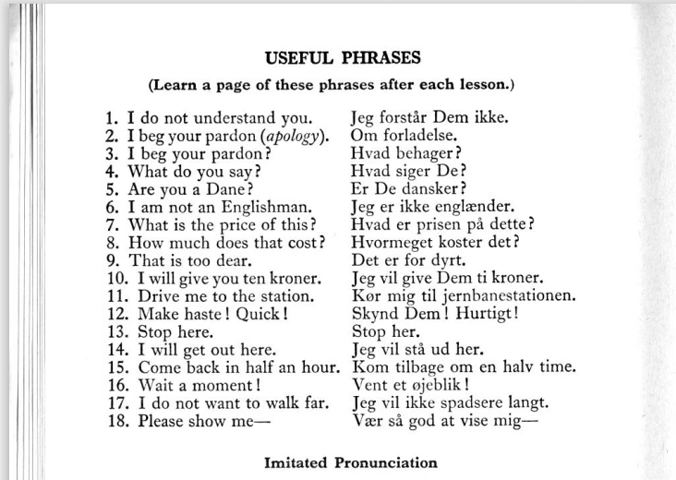 USEFUL PHRASES
(Learn a page of these phrases after each lesson.)
1. I do not understand you. Jeg forstår Dem ikke.
2. I beg your pardon (apology). Om forladelse.
3. I beg your pardon? Hvad behager?
4. What do you say? Hvad siger De?
5. Are you a Dane? Er De dansker?
6. I am not an Englishman. Jeg er ikke englænder.
7. What is the price of this? Hvad er prisen på dette?
8. How much does that cost? Hvormeget koster det?
9. That is too dear. Det er for dyrt.
10. I will give you ten kroner. Jeg vil give Dem ti kroner.
11. Drive me to the station. Kør mig til jernbanestationen.
12. Make haste! Quick! Skynd Dem! Hurtigt!
13. Stop here. Stop her.
14. I will get out here. Jeg vil stå ud her.
15. Come back in half an hour. Kom tilbage om en halv time.
16. Wait a moment! Vent et øjeblik!
17. I do not want to walk far. Jeg vil ikke spadsere langt.
18. Please show me— Vær så god at vise mig—
Imitated Pronunciation